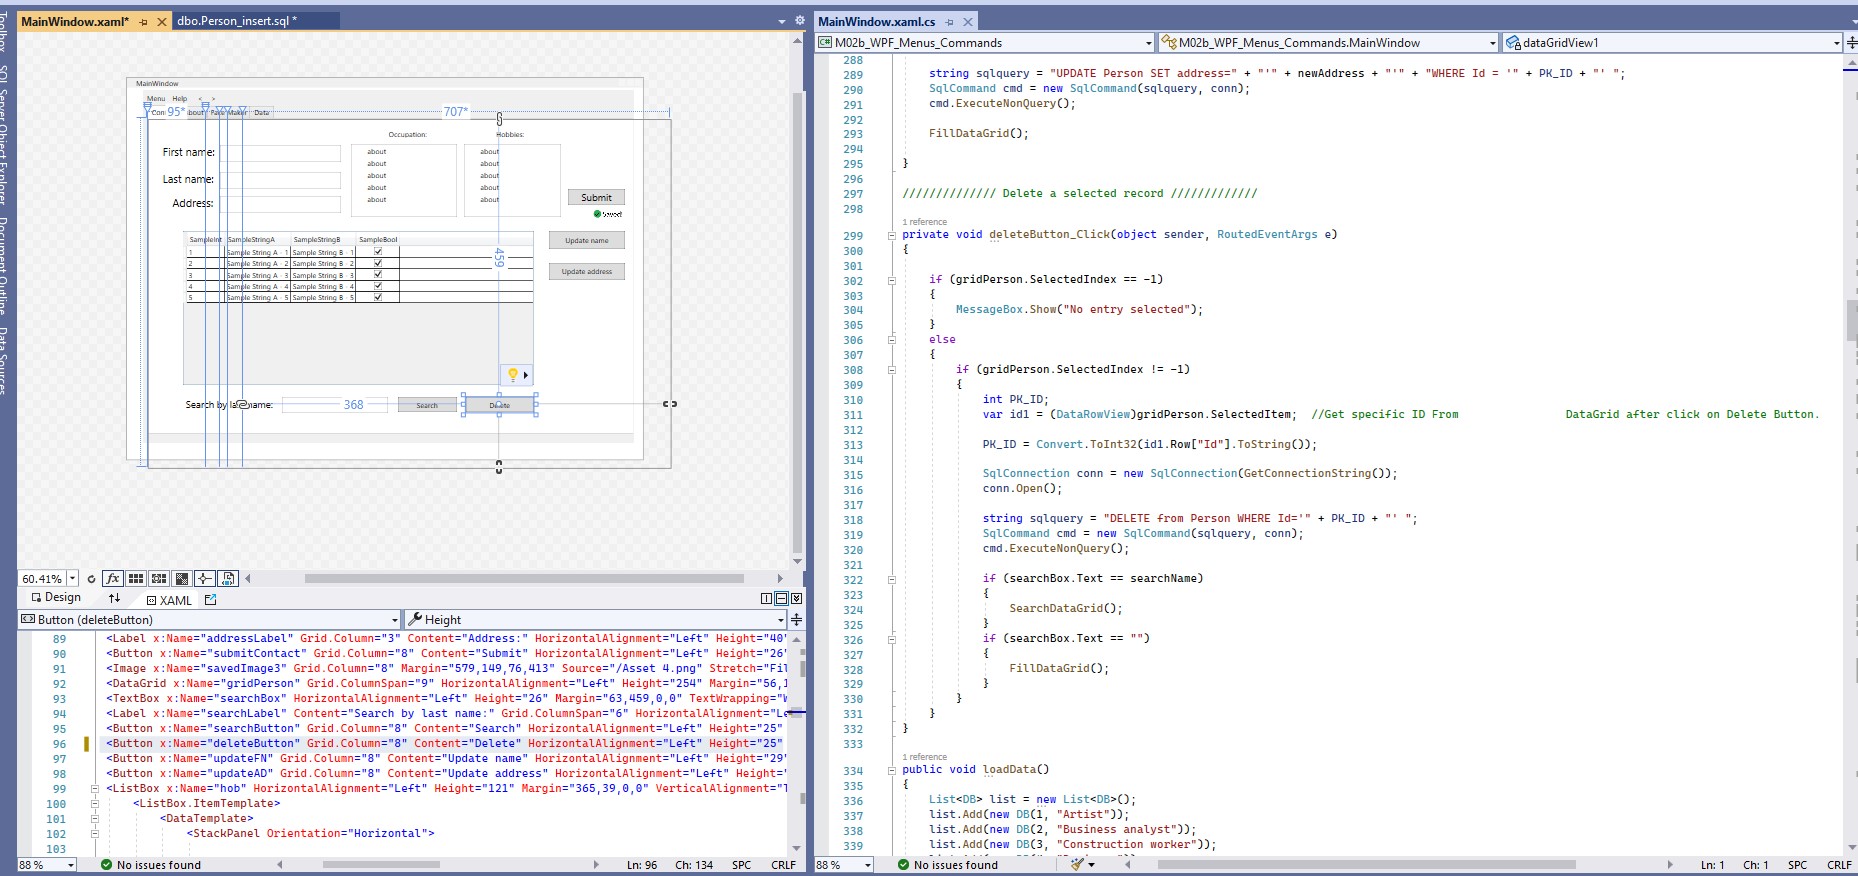 MainWindow.xaml*
dbo.Person_insert.sql *
Toolbox
SQL Server Object Explorer
Document Outline
Data Sources
MainWindow
Menu Help < >
95*
bout
Data
707*
Occupation:
Hobbies:
First name:
Last name:
Address:
about
about
about
about
about
about
about
about
about
about
Submit
Saved
Update name
Update address
SampleInt SampleStringA SampleStringB SampleBool
1 Sample String A - 1 Sample String B - 1
2 Sample String A - 2 Sample String B - 2
3 Sample String A - 3 Sample String B - 3
4 Sample String A - 4 Sample String B - 4
5 Sample String A - 5 Sample String B - 5
459
Search by last name:
368
Search
Delete
60.41%
fx
Design
XAML
Button (deleteButton)
Height
89 <Label x:Name="addressLabel" Grid.Column="3" Content="Address:" HorizontalAlignment="Left" Height="40"
90 <Button x:Name="submitContact" Grid.Column="8" Content="Submit" HorizontalAlignment="Left" Height="26"
91 <Image x:Name="savedImage3" Grid.Column="8" Margin="579,149,76,413" Source="/Asset 4.png" Stretch="Fil
92 <DataGrid x:Name="gridPerson" Grid.ColumnSpan="9" HorizontalAlignment="Left" Height="254" Margin="56,1
93 <TextBox x:Name="searchBox" HorizontalAlignment="Left" Height="26" Margin="63,459,0,0" TextWrapping="W
94 <Label x:Name="searchLabel" Content="Search by last name:" Grid.ColumnSpan="6" HorizontalAlignment="Le
95 <Button x:Name="searchButton" Grid.Column="8" Content="Search" HorizontalAlignment="Left" Height="25"
96 <Button x:Name="deleteButton" Grid.Column="8" Content="Delete" HorizontalAlignment="Left" Height="25"
97 <Button x:Name="updateFN" Grid.Column="8" Content="Update name" HorizontalAlignment="Left" Height="29"
98 <Button x:Name="updateAD" Grid.Column="8" Content="Update address" HorizontalAlignment="Left" Height="
99 <ListBox x:Name="hob" HorizontalAlignment="Left" Height="121" Margin="365,39,0,0" VerticalAlignment="T
100 <ListBox.ItemTemplate>
101 <DataTemplate>
102 <StackPanel Orientation="Horizontal">
103
88 %
No issues found
Ln: 96 Ch: 134 SPC CRLF
MainWindow.xaml.cs
M02b_WPF_Menus_Commands
M02b_WPF_Menus_Commands.MainWindow
dataGridView1
288
289 string sqlquery = "UPDATE Person SET address=" + "'" + newAddress + "'" + "WHERE Id = '" + PK_ID + "' ";
290 SqlCommand cmd = new SqlCommand(sqlquery, conn);
291 cmd.ExecuteNonQuery();
292
293 FillDataGrid();
294
295 }
296
297 ////////////// Delete a selected record /////////////
298
1 reference
299 private void deleteButton_Click(object sender, RoutedEventArgs e)
300 {
301
302 if (gridPerson.SelectedIndex == -1)
303 {
304 MessageBox.Show("No entry selected");
305 }
306 else
307 {
308 if (gridPerson.SelectedIndex != -1)
309 {
310 int PK_ID;
311 var id1 = (DataRowView)gridPerson.SelectedItem; //Get specific ID From DataGrid after click on Delete Button.
312
313 PK_ID = Convert.ToInt32(id1.Row["Id"].ToString());
314
315 SqlConnection conn = new SqlConnection(GetConnectionString());
316 conn.Open();
317
318 string sqlquery = "DELETE from Person WHERE Id='" + PK_ID + "' ";
319 SqlCommand cmd = new SqlCommand(sqlquery, conn);
320 cmd.ExecuteNonQuery();
321
322 if (searchBox.Text == searchName)
323 {
324 SearchDataGrid();
325 }
326 if (searchBox.Text == "")
327 {
328 FillDataGrid();
329 }
330 }
331 }
332 }
333
1 reference
334 public void loadData()
335 {
336 List<DB> list = new List<DB>();
337 list.Add(new DB(1, "Artist"));
338 list.Add(new DB(2, "Business analyst"));
339 list.Add(new DB(3, "Construction worker"));
88 %
No issues found
Ln: 1 Ch: 1 SPC CRLF